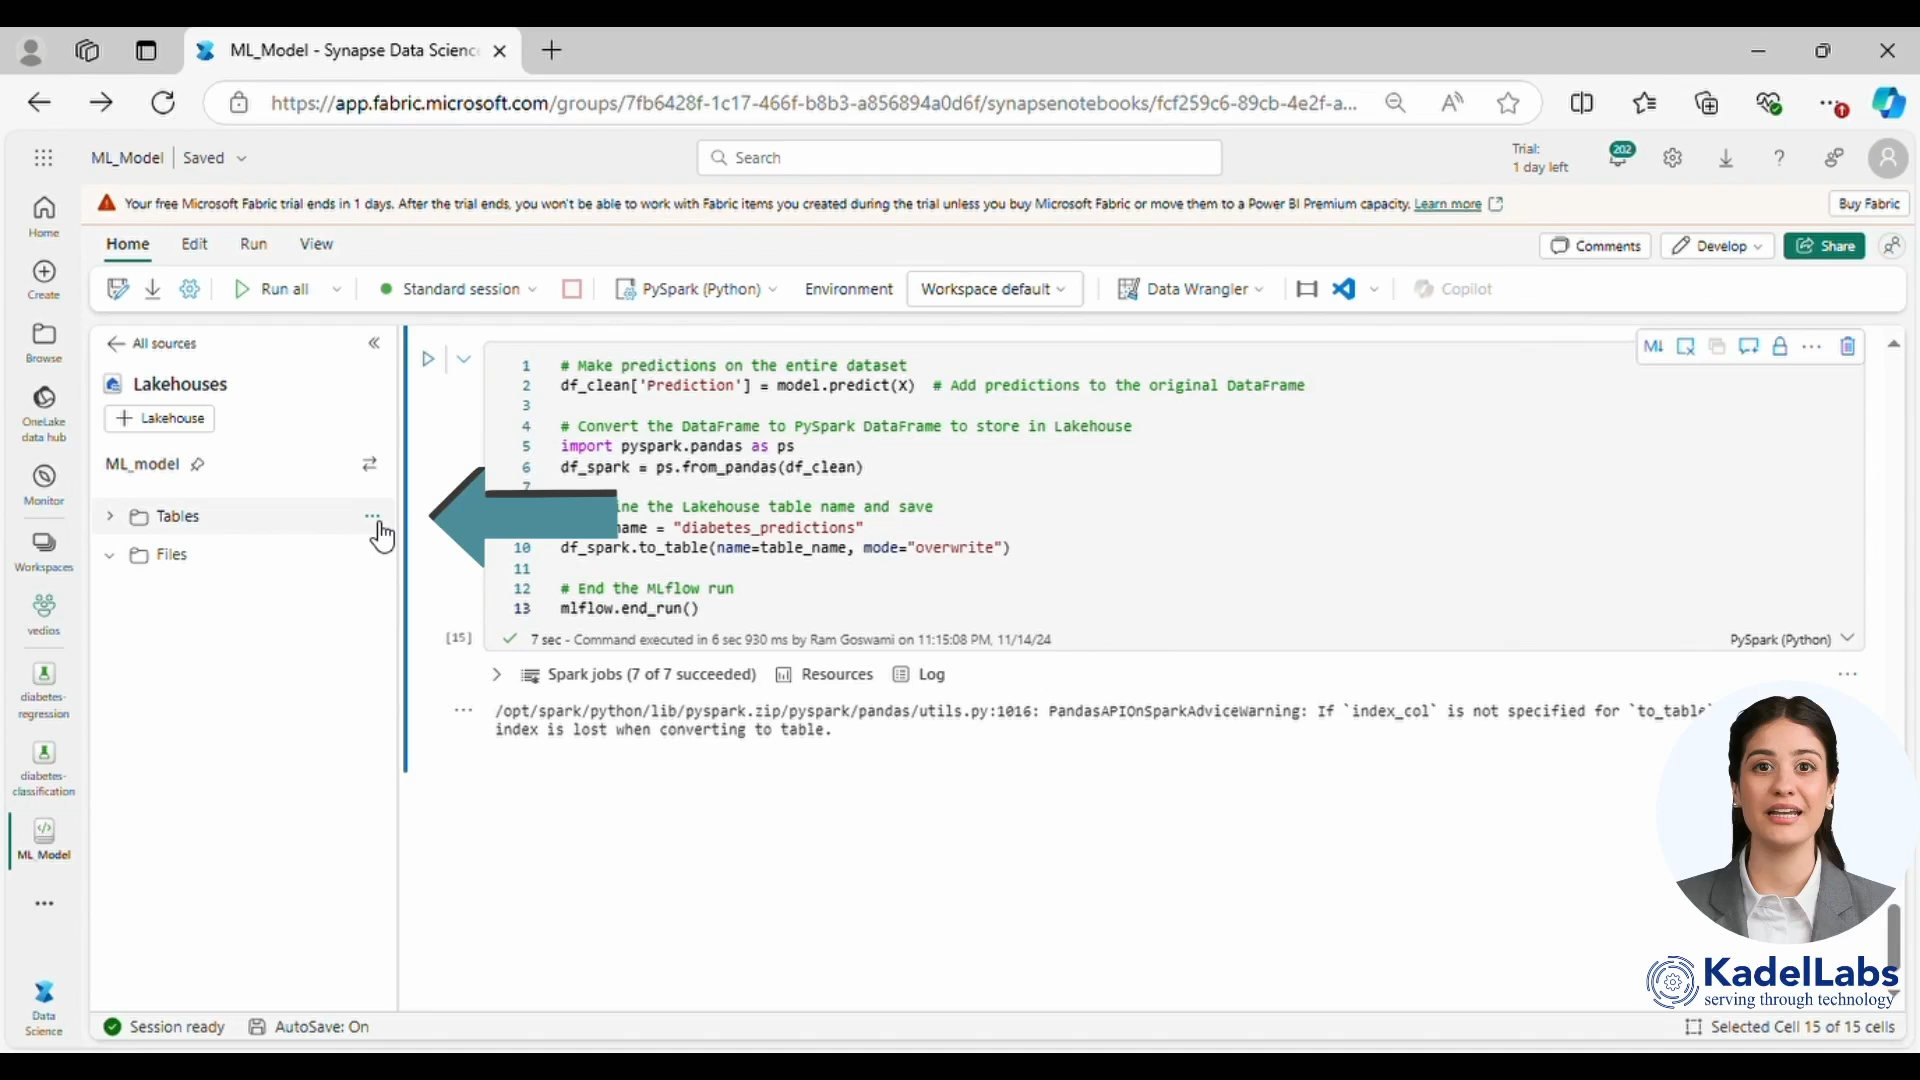 ML_Model - Synapse Data Scienc
https://app.fabric.microsoft.com/groups/7fb6428f-1c17-466f-b8b3-a856894a0d6f/synapsenotebooks/fcf259c6-89cb-4e2f-a...
ML_Model | Saved
Search
Trial:
1 day left
202
Your free Microsoft Fabric trial ends in 1 days. After the trial ends, you won't be able to work with Fabric items you created during the trial unless you buy Microsoft Fabric or move them to a Power BI Premium capacity. Learn more
Buy Fabric
Home Edit Run View
Comments Develop Share
Run all Standard session PySpark (Python) Environment Workspace default Data Wrangler Copilot
Home
Create
Browse
OneLake
data hub
Monitor
Workspaces
vedios
diabetes-
regression
diabetes-
classification
ML_Model
Data
Science
All sources
Lakehouses
+ Lakehouse
ML_model
Tables
Files
1 # Make predictions on the entire dataset
2 df_clean['Prediction'] = model.predict(X) # Add predictions to the original DataFrame
3
4 # Convert the DataFrame to PySpark DataFrame to store in Lakehouse
5 import pyspark.pandas as ps
6 df_spark = ps.from_pandas(df_clean)
7
ine the Lakehouse table name and save
name = "diabetes_predictions"
10 df_spark.to_table(name=table_name, mode="overwrite")
11
12 # End the MLflow run
13 mlflow.end_run()
[15] 7 sec - Command executed in 6 sec 930 ms by Ram Goswami on 11:15:08 PM, 11/14/24
PySpark (Python)
Spark jobs (7 of 7 succeeded) Resources Log
/opt/spark/python/lib/pyspark.zip/pyspark/pandas/utils.py:1016: PandasAPIOnSparkAdviceWarning: If `index_col` is not specified for `to_table`
index is lost when converting to table.
KadelLabs
serving through technology
Session ready AutoSave: On
Selected Cell 15 of 15 cells